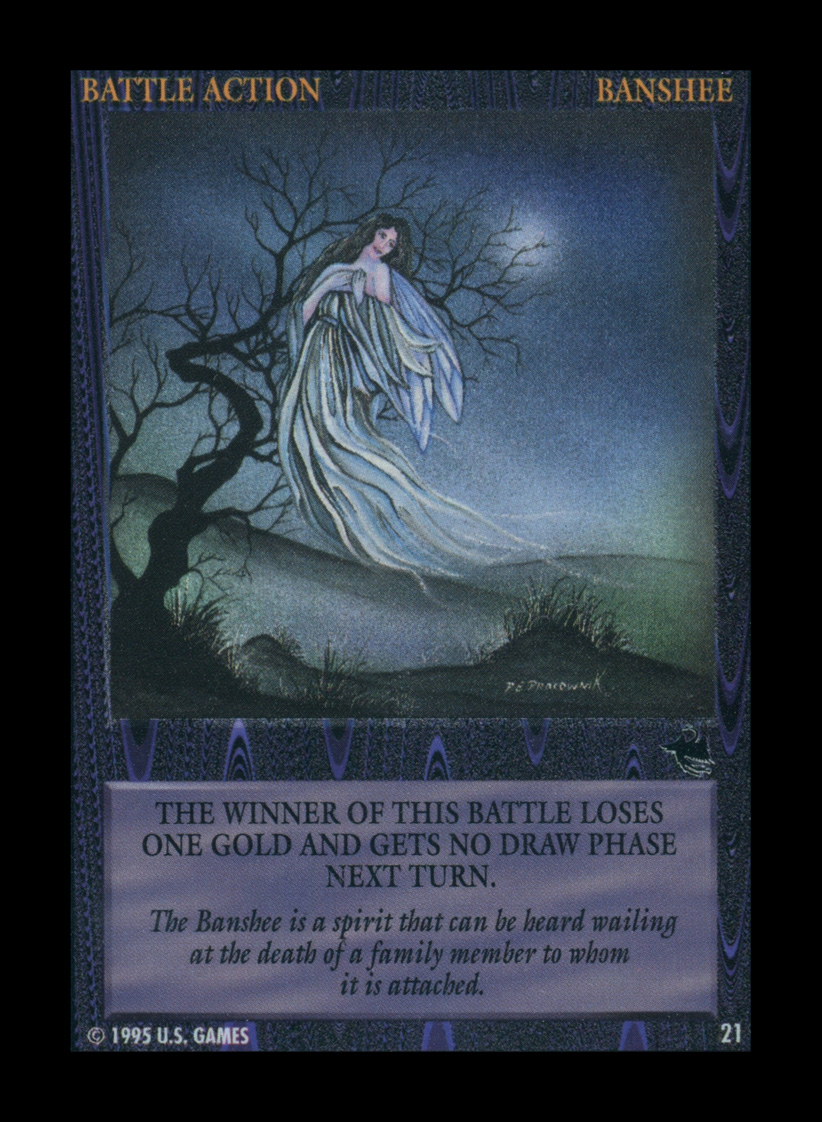 BATTLE ACTION
BANSHEE
P.E. PRACOWNIK
THE WINNER OF THIS BATTLE LOSES
ONE GOLD AND GETS NO DRAW PHASE
NEXT TURN.
The Banshee is a spirit that can be heard wailing
at the death of a family member to whom
it is attached.
© 1995 U.S. GAMES
21